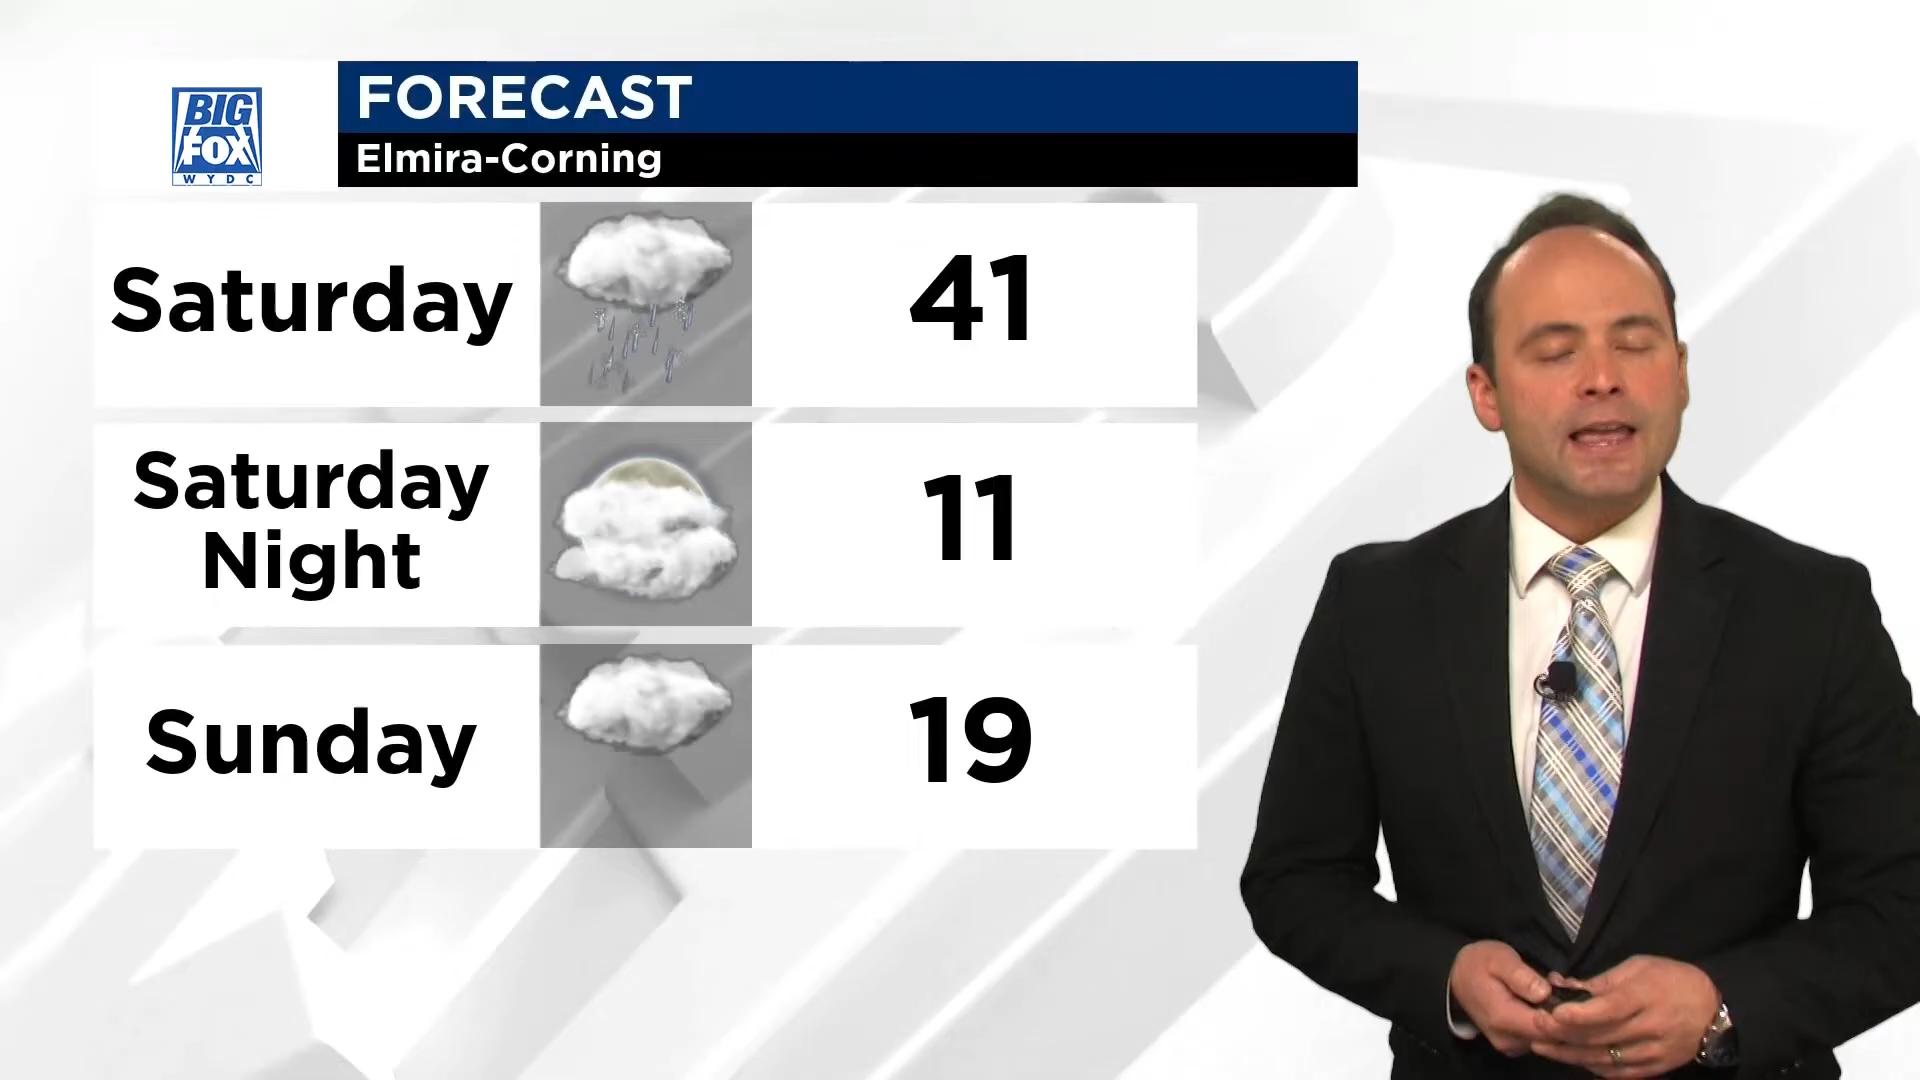 BIG
FOX
WYDC
FORECAST
Elmira-Corning
Saturday
41
Saturday
Night
11
Sunday
19